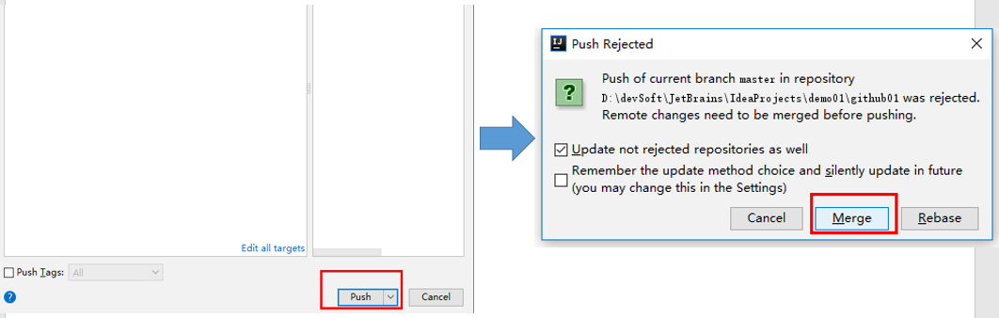 Edit all targets
Push Tags: All
?
Push
Cancel
IJ
Push Rejected
?
Push of current branch master in repository
D:\devSoft\JetBrains\IdeaProjects\demo01\github01 was rejected.
Remote changes need to be merged before pushing.
Update not rejected repositories as well
Remember the update method choice and silently update in future
(you may change this in the Settings)
Cancel
Merge
Rebase